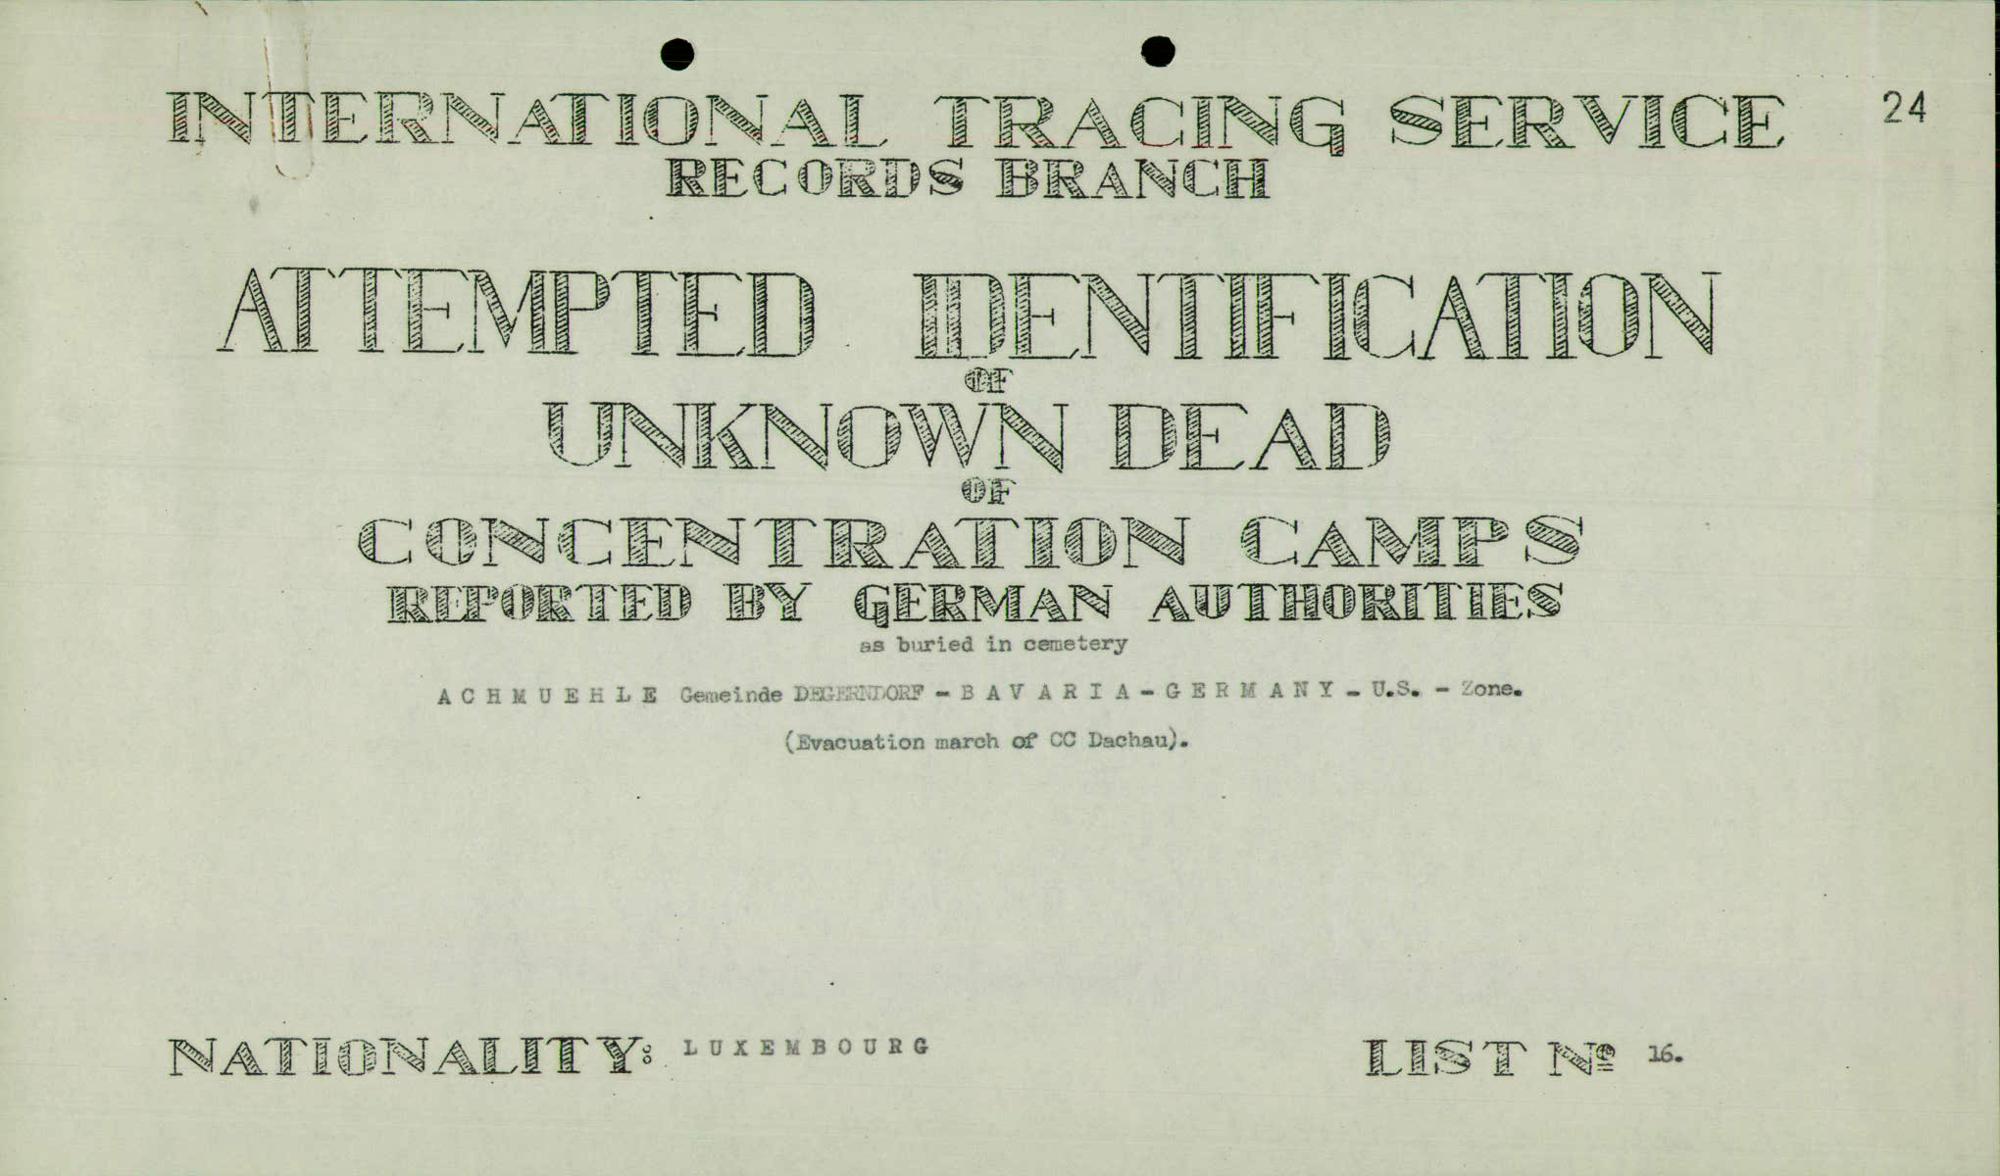 INTERNATIONAL TRACING SERVICE 24
RECORDS BRANCH
ATTEMPTED IDENTIFICATION
OF
UNKNOWN DEAD
OF
CONCENTRATION CAMPS
REPORTED BY GERMAN AUTHORITIES
as buried in cemetery
A C H M U E H L E Gemeinde DEGERNDORF - B A V A R I A - G E R M A N Y - U.S. - Zone.
(Evacuation march of CC Dachau).
NATIONALITY: L U X E M B O U R G LIST No 16.